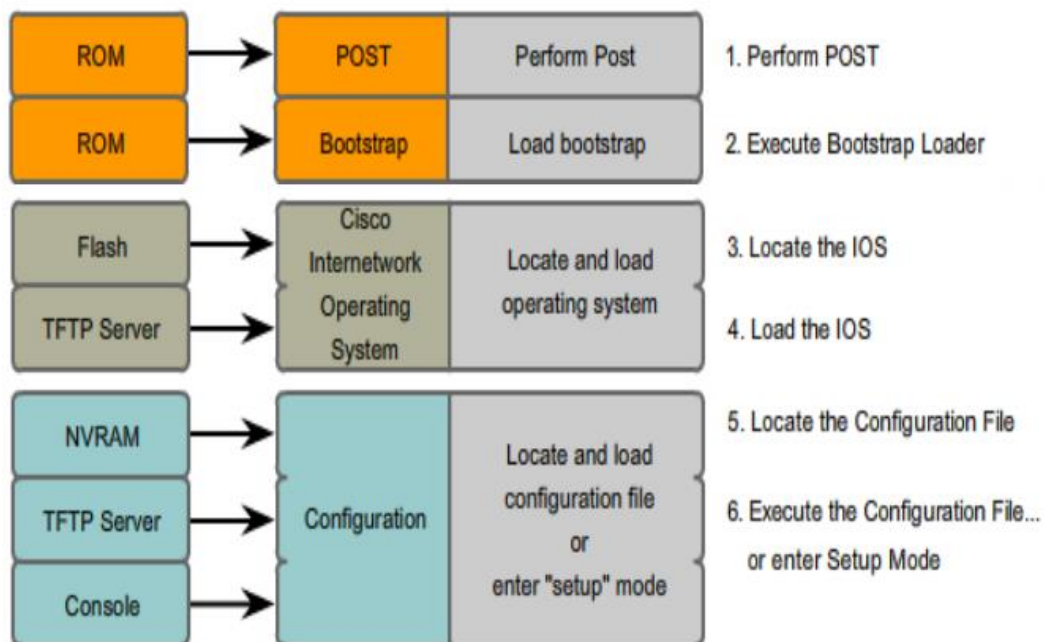 ROM
POST
Perform Post
1. Perform POST
ROM
Bootstrap
Load bootstrap
2. Execute Bootstrap Loader
Flash
TFTP Server
Cisco
Internetwork
Operating
System
Locate and load
operating system
3. Locate the IOS
4. Load the IOS
NVRAM
TFTP Server
Console
Configuration
Locate and load
configuration file
or
enter "setup" mode
5. Locate the Configuration File
6. Execute the Configuration File...
or enter Setup Mode